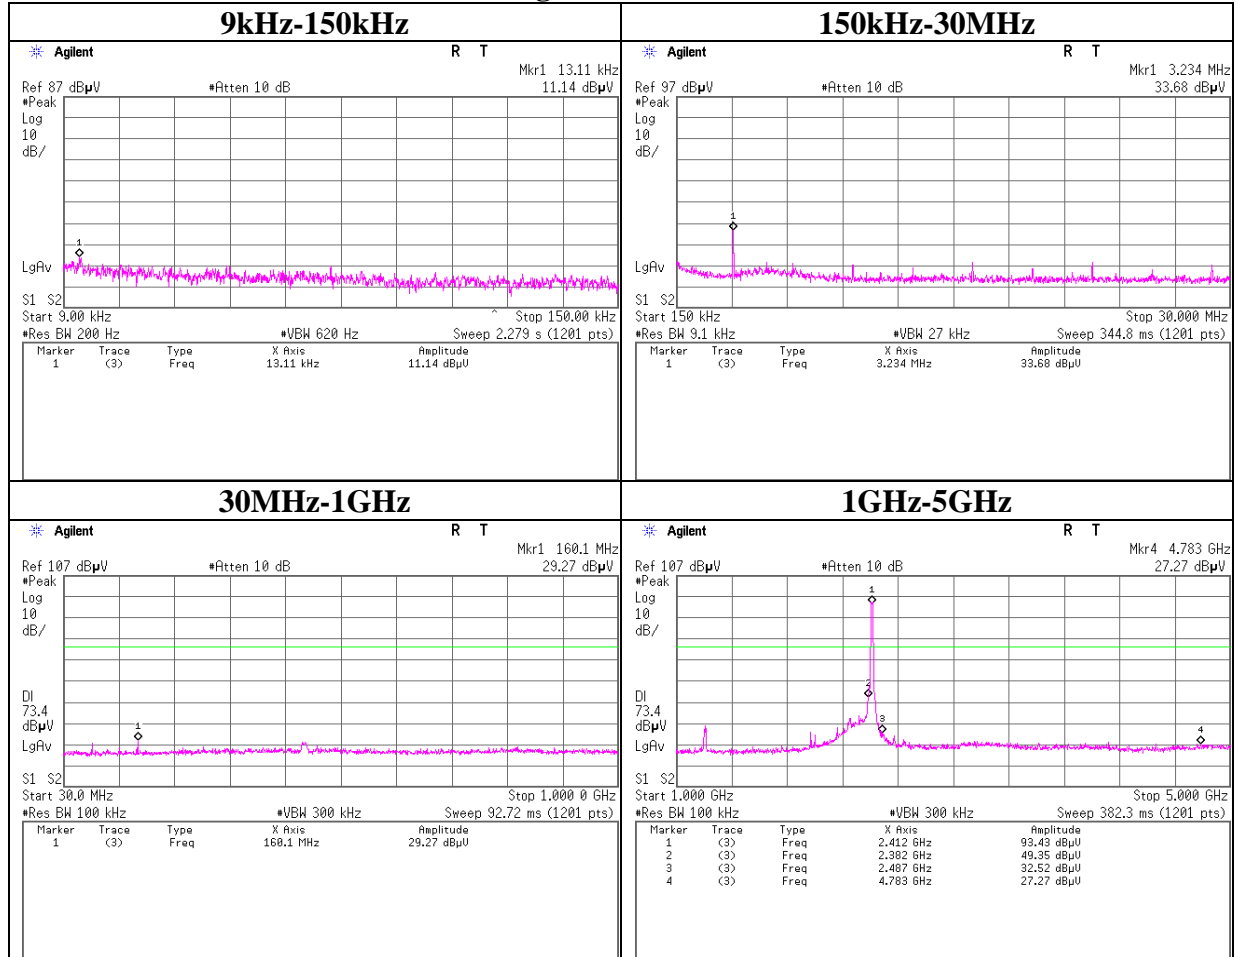 9kHz-150kHz
Agilent R T
Mkr1 13.11 kHz
Ref 87 dBµV #Atten 10 dB 11.14 dBµV
#Peak
Log
10
dB/
1
LgAv
S1 S2
Start 9.00 kHz ^ Stop 150.00 kHz
#Res BW 200 Hz #VBW 620 Hz Sweep 2.279 s (1201 pts)
Marker Trace Type X Axis Amplitude
1 (3) Freq 13.11 kHz 11.14 dBµV
150kHz-30MHz
Agilent R T
Mkr1 3.234 MHz
Ref 97 dBµV #Atten 10 dB 33.68 dBµV
#Peak
Log
10
dB/
1
LgAv
S1 S2
Start 150 kHz Stop 30.000 MHz
#Res BW 9.1 kHz #VBW 27 kHz Sweep 344.8 ms (1201 pts)
Marker Trace Type X Axis Amplitude
1 (3) Freq 3.234 MHz 33.68 dBµV
30MHz-1GHz
Agilent R T
Mkr1 160.1 MHz
Ref 107 dBµV #Atten 10 dB 29.27 dBµV
#Peak
Log
10
dB/
DI
73.4
dBµV
1
LgAv
S1 S2
Start 30.0 MHz Stop 1.000 0 GHz
#Res BW 100 kHz #VBW 300 kHz Sweep 92.72 ms (1201 pts)
Marker Trace Type X Axis Amplitude
1 (3) Freq 160.1 MHz 29.27 dBµV
1GHz-5GHz
Agilent R T
Mkr4 4.783 GHz
Ref 107 dBµV #Atten 10 dB 27.27 dBµV
#Peak
1
Log
10
dB/
2
DI
73.4
3
dBµV
4
LgAv
S1 S2
Start 1.000 GHz Stop 5.000 GHz
#Res BW 100 kHz #VBW 300 kHz Sweep 382.3 ms (1201 pts)
Marker Trace Type X Axis Amplitude
1 (3) Freq 2.412 GHz 93.43 dBµV
2 (3) Freq 2.382 GHz 49.35 dBµV
3 (3) Freq 2.487 GHz 32.52 dBµV
4 (3) Freq 4.783 GHz 27.27 dBµV